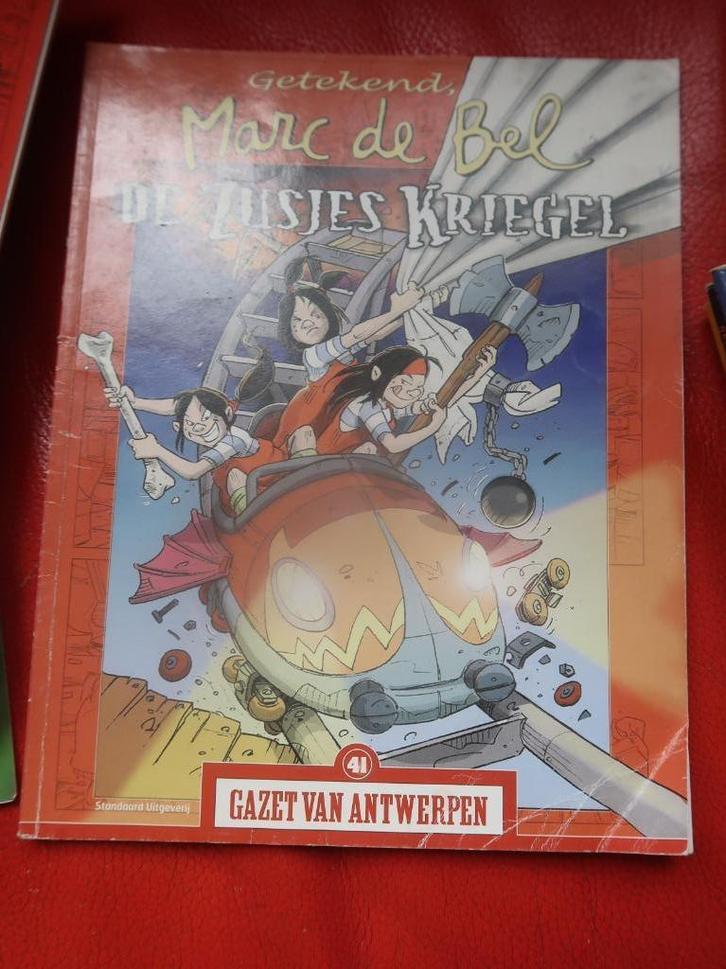 Getekend,
Marc de Bel
DE ZUSJES KRIEGEL
41
Standaard Uitgeverij
GAZET VAN ANTWERPEN